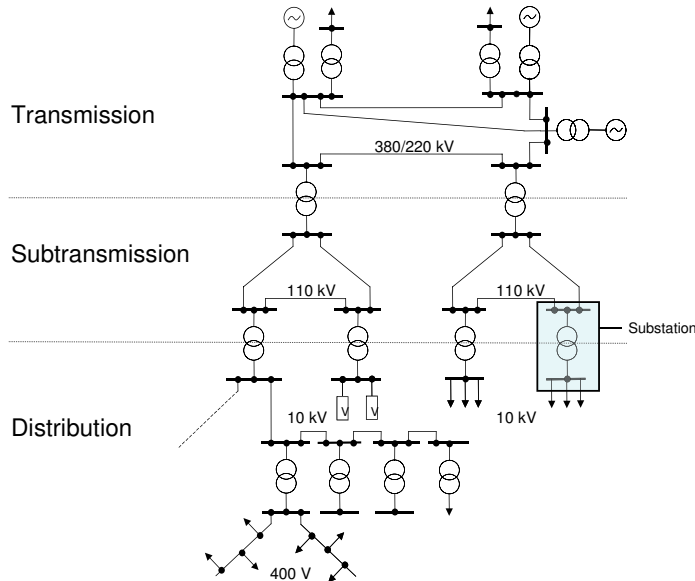 Transmission
380/220 kV
Subtransmission
110 kV
110 kV
Substation
V
V
Distribution
10 kV
10 kV
400 V